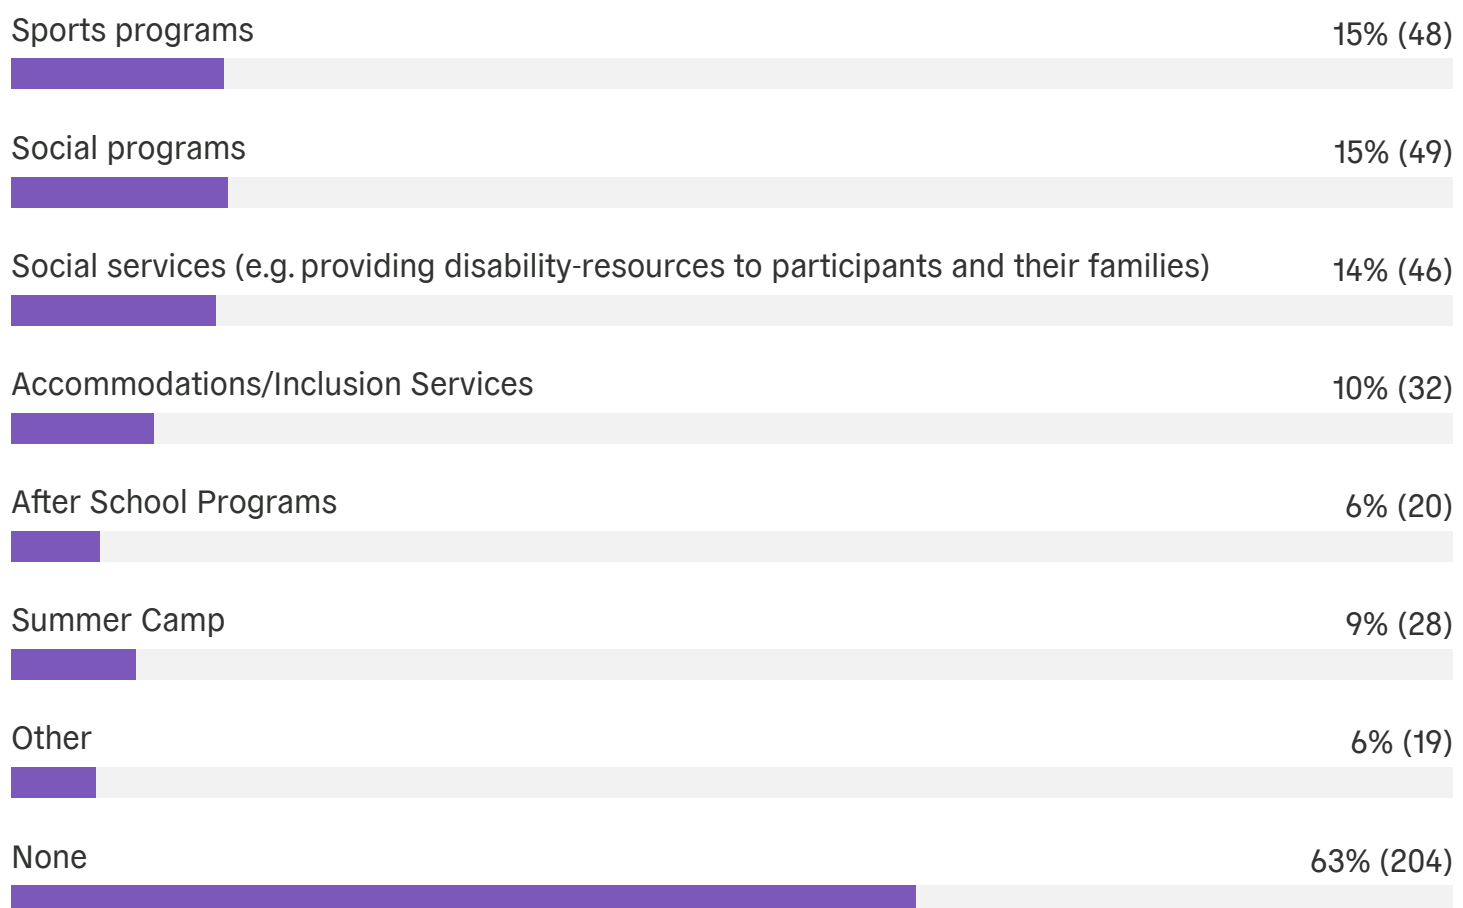 Sports programs 15% (48)
Social programs 15% (49)
Social services (e.g. providing disability-resources to participants and their families) 14% (46)
Accommodations/Inclusion Services 10% (32)
After School Programs 6% (20)
Summer Camp 9% (28)
Other 6% (19)
None 63% (204)